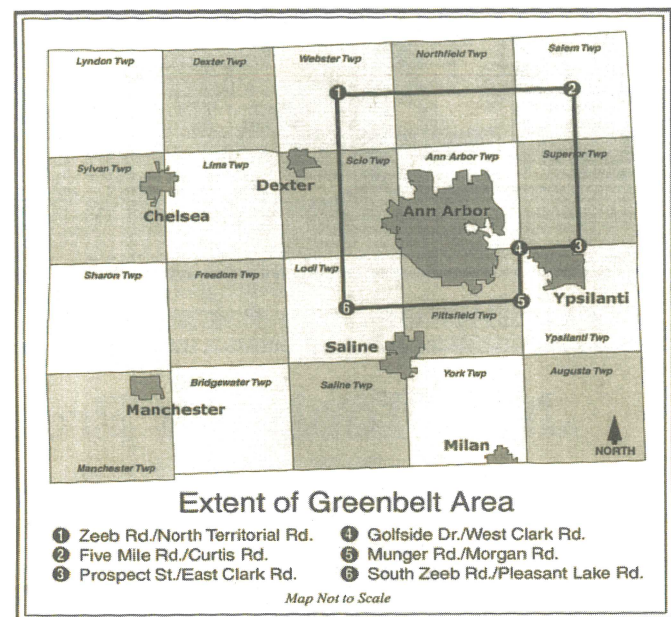 Lyndon Twp
Dexter Twp
Webster Twp
Northfield Twp
Salem Twp
1
2
Sylvan Twp
Lima Twp
Scio Twp
Ann Arbor Twp
Superior Twp
Dexter
Chelsea
Ann Arbor
4
3
Sharon Twp
Freedom Twp
Lodi Twp
Ypsilanti
6
5
Pittsfield Twp
Saline
Ypsilanti Twp
Bridgewater Twp
Saline Twp
York Twp
Augusta Twp
Manchester
Milan
NORTH
Manchester Twp
Extent of Greenbelt Area
1 Zeeb Rd./North Territorial Rd.
2 Five Mile Rd./Curtis Rd.
3 Prospect St./East Clark Rd.
4 Golfside Dr./West Clark Rd.
5 Munger Rd./Morgan Rd.
6 South Zeeb Rd./Pleasant Lake Rd.
Map Not to Scale